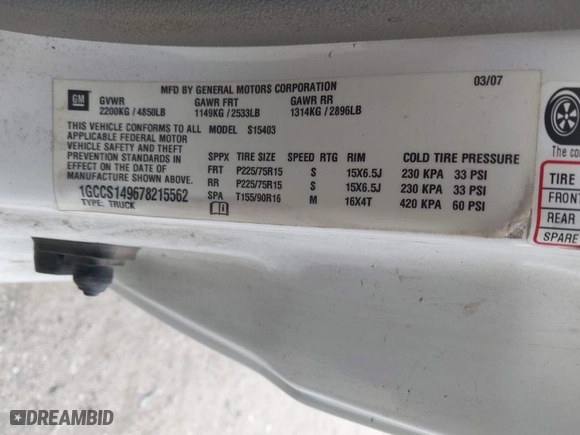 MFD BY GENERAL MOTORS CORPORATION 03/07
GM
GVWR GAWR FRT GAWR RR
2200KG / 4850LB 1149KG / 2533LB 1314KG / 2896LB
THIS VEHICLE CONFORMS TO ALL MODEL S15403
APPLICABLE FEDERAL MOTOR
VEHICLE SAFETY AND BUMPER SPPX TIRE SIZE SPEED RTG RIM COLD TIRE PRESSURE
THEFT PREVENTION STANDARDS FRT P225/75R15 S 15X6.5J 230 KPA 33 PSI
IN EFFECT ON THE DATE OF RR P225/75R15 S 15X6.5J 230 KPA 33 PSI
MANUFACTURE SHOWN ABOVE. SPA T155/90R16 M 16X4T 420 KPA 60 PSI
1GCCS149678215562
TYPE: TRUCK
The
TIRE
FRONT
REAR
SPARE
DREAMBID